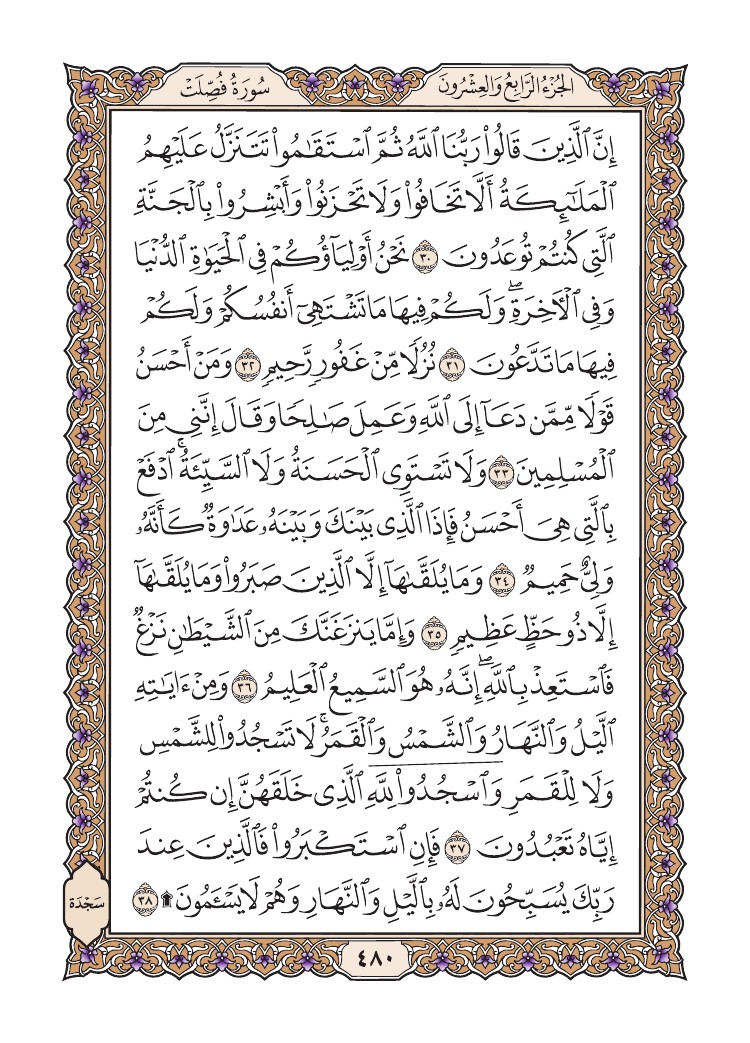 الجُزْءُ الرَّابِعُ وَالعِشْرُونَ
سُورَةُ فُصِّلَتْ
إِنَّ ٱلَّذِينَ قَالُواْ رَبُّنَا ٱللَّهُ ثُمَّ ٱسْتَقَٰمُواْ تَتَنَزَّلُ عَلَيْهِمُ
ٱلْمَلَٰٓئِكَةُ أَلَّا تَخَافُواْ وَلَا تَحْزَنُواْ وَأَبْشِرُواْ بِٱلْجَنَّةِ
ٱلَّتِي كُنتُمْ تُوعَدُونَ ٣٠ نَحْنُ أَوْلِيَآؤُكُمْ فِي ٱلْحَيَوٰةِ ٱلدُّنْيَا
وَفِي ٱلْأٓخِرَةِۖ وَلَكُمْ فِيهَا مَا تَشْتَهِيٓ أَنفُسُكُمْ وَلَكُمْ
فِيهَا مَا تَدَّعُونَ ٣١ نُزُلًا مِّنْ غَفُورٍ رَّحِيمٍ ٣٢ وَمَنْ أَحْسَنُ
قَوْلًا مِّمَّن دَعَآ إِلَى ٱللَّهِ وَعَمِلَ صَٰلِحًا وَقَالَ إِنَّنِي مِنَ
ٱلْمُسْلِمِينَ ٣٣ وَلَا تَسْتَوِي ٱلْحَسَنَةُ وَلَا ٱلسَّيِّئَةُۚ ٱدْفَعْ
بِٱلَّتِي هِيَ أَحْسَنُ فَإِذَا ٱلَّذِي بَيْنَكَ وَبَيْنَهُۥ عَدَٰوَةٌ كَأَنَّهُۥ
وَلِيٌّ حَمِيمٌ ٣٤ وَمَا يُلَقَّىٰهَآ إِلَّا ٱلَّذِينَ صَبَرُواْ وَمَا يُلَقَّىٰهَآ
إِلَّا ذُو حَظٍّ عَظِيمٍ ٣٥ وَإِمَّا يَنزَغَنَّكَ مِنَ ٱلشَّيْطَٰنِ نَزْغٌ
فَٱسْتَعِذْ بِٱللَّهِۖ إِنَّهُۥ هُوَ ٱلسَّمِيعُ ٱلْعَلِيمُ ٣٦ وَمِنْ ءَايَٰتِهِ
ٱلَّيْلُ وَٱلنَّهَارُ وَٱلشَّمْسُ وَٱلْقَمَرُۚ لَا تَسْجُدُواْ لِلشَّمْسِ
وَلَا لِلْقَمَرِ وَٱسْجُدُواْ لِلَّهِ ٱلَّذِي خَلَقَهُنَّ إِن كُنتُمْ
إِيَّاهُ تَعْبُدُونَ ٣٧ فَإِنِ ٱسْتَكْبَرُواْ فَٱلَّذِينَ عِندَ
رَبِّكَ يُسَبِّحُونَ لَهُۥ بِٱلَّيْلِ وَٱلنَّهَارِ وَهُمْ لَا يَسْـَٔمُونَ ۩ ٣٨
سَجْدَة
٤٨٠